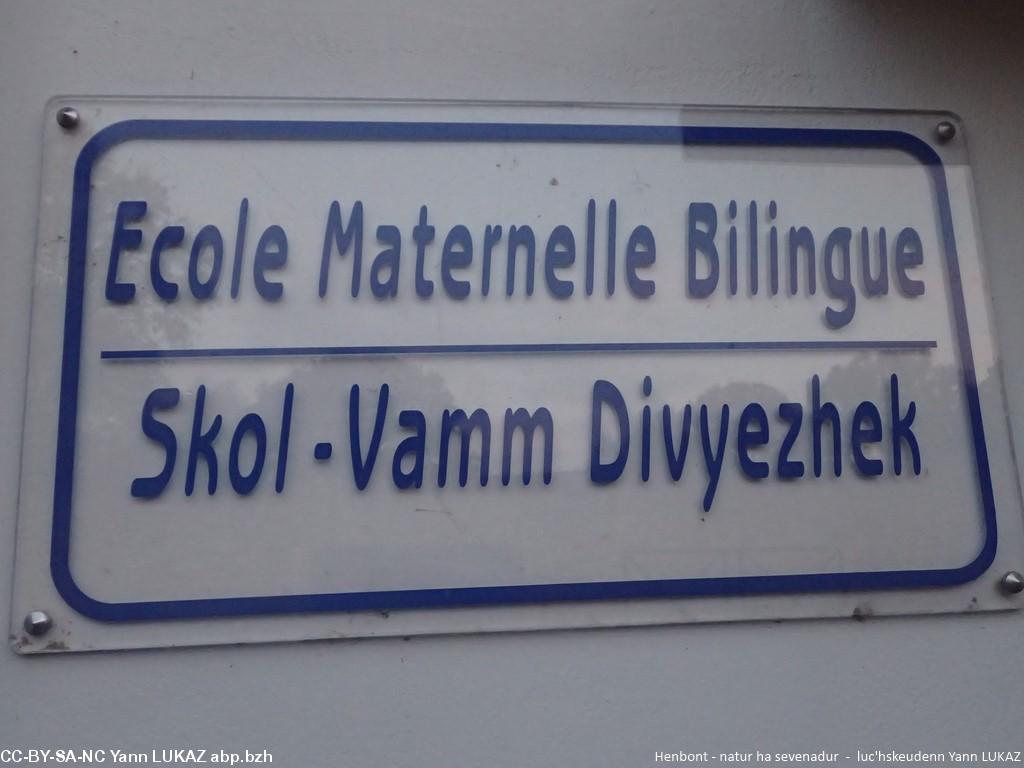 Ecole Maternelle Bilingue
Skol-Vamm Divyezhek
CC-BY-SA-NC Yann LUKAZ abp.bzh
Henbont - natur ha sevenadur - luc'hskeudenn Yann LUKAZ